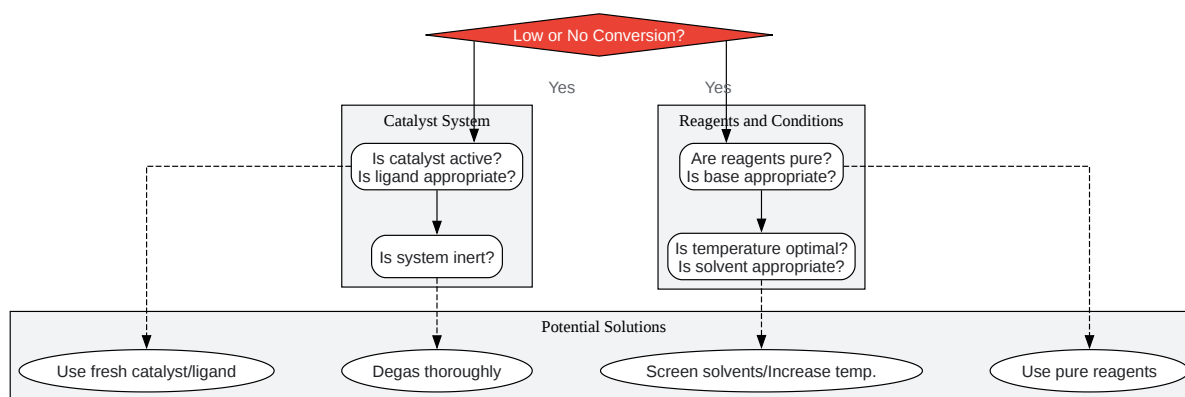 Low or No Conversion?
Yes
Yes
Catalyst System
Reagents and Conditions
Is catalyst active?
Is ligand appropriate?
Are reagents pure?
Is base appropriate?
Is system inert?
Is temperature optimal?
Is solvent appropriate?
Potential Solutions
Use fresh catalyst/ligand
Degas thoroughly
Screen solvents/Increase temp.
Use pure reagents